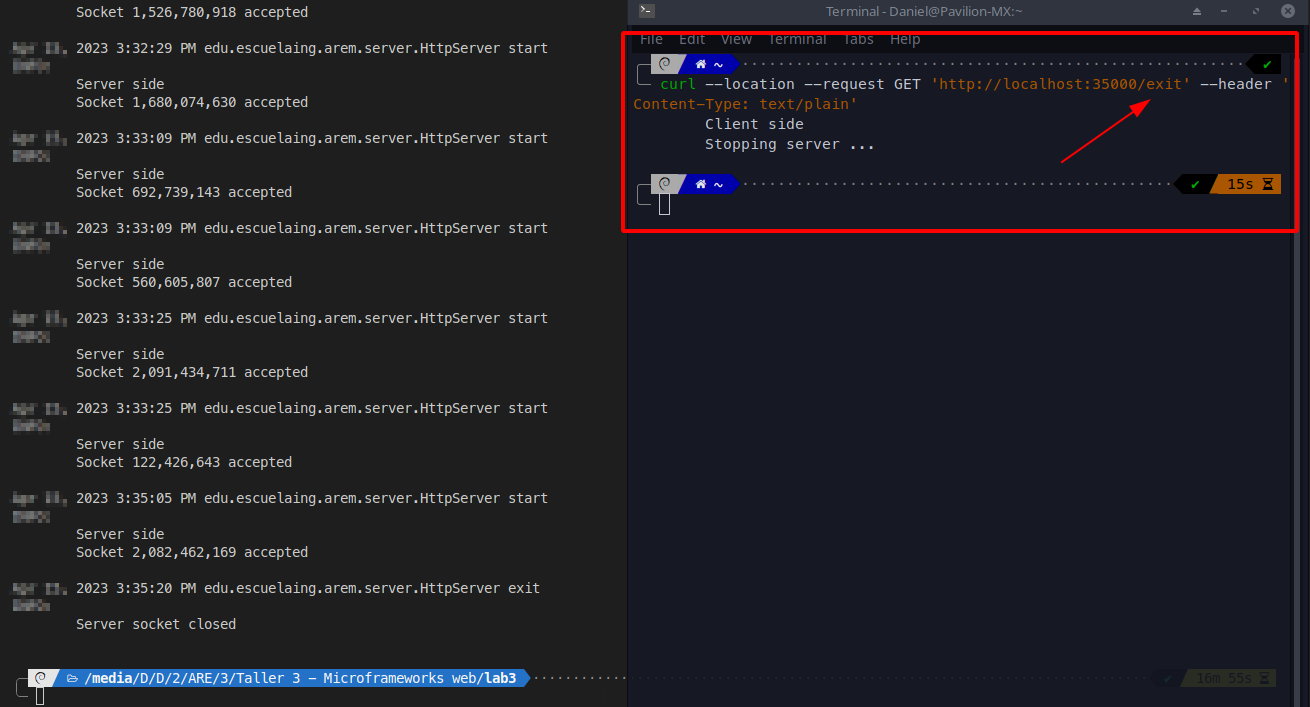 Socket 1,526,780,918 accepted
2023 3:32:29 PM edu.escuelaing.arem.server.HttpServer start
Server side
Socket 1,680,074,630 accepted
2023 3:33:09 PM edu.escuelaing.arem.server.HttpServer start
Server side
Socket 692,739,143 accepted
2023 3:33:09 PM edu.escuelaing.arem.server.HttpServer start
Server side
Socket 560,605,807 accepted
2023 3:33:25 PM edu.escuelaing.arem.server.HttpServer start
Server side
Socket 2,091,434,711 accepted
2023 3:33:25 PM edu.escuelaing.arem.server.HttpServer start
Server side
Socket 122,426,643 accepted
2023 3:35:05 PM edu.escuelaing.arem.server.HttpServer start
Server side
Socket 2,082,462,169 accepted
2023 3:35:20 PM edu.escuelaing.arem.server.HttpServer exit
Server socket closed
/media/D/D/2/ARE/3/Taller 3 – Microframeworks web/lab3
Terminal - Daniel@Pavilion-MX:~
File Edit View Terminal Tabs Help
~ ✔
curl --location --request GET 'http://localhost:35000/exit' --header '
Content-Type: text/plain'
Client side
Stopping server ...
~ ✔ 15s
✔ 16m 55s